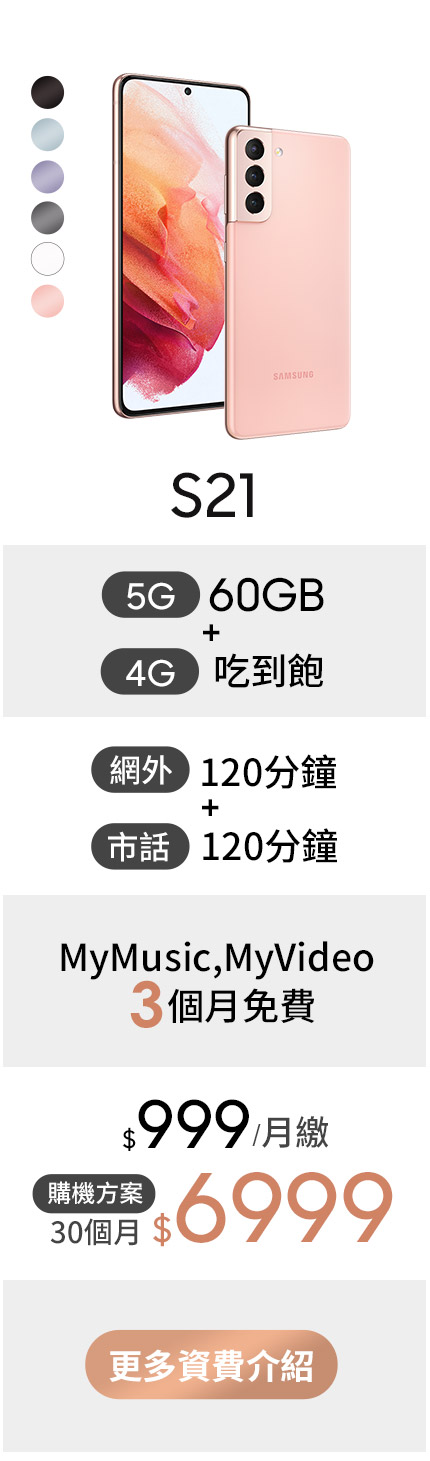 SAMSUNG
S21
5G 60GB
+
4G 吃到飽
網外 120分鐘
+
市話 120分鐘
MyMusic,MyVideo
3個月免費
$999/月繳
購機方案
30個月 $6999
更多資費介紹